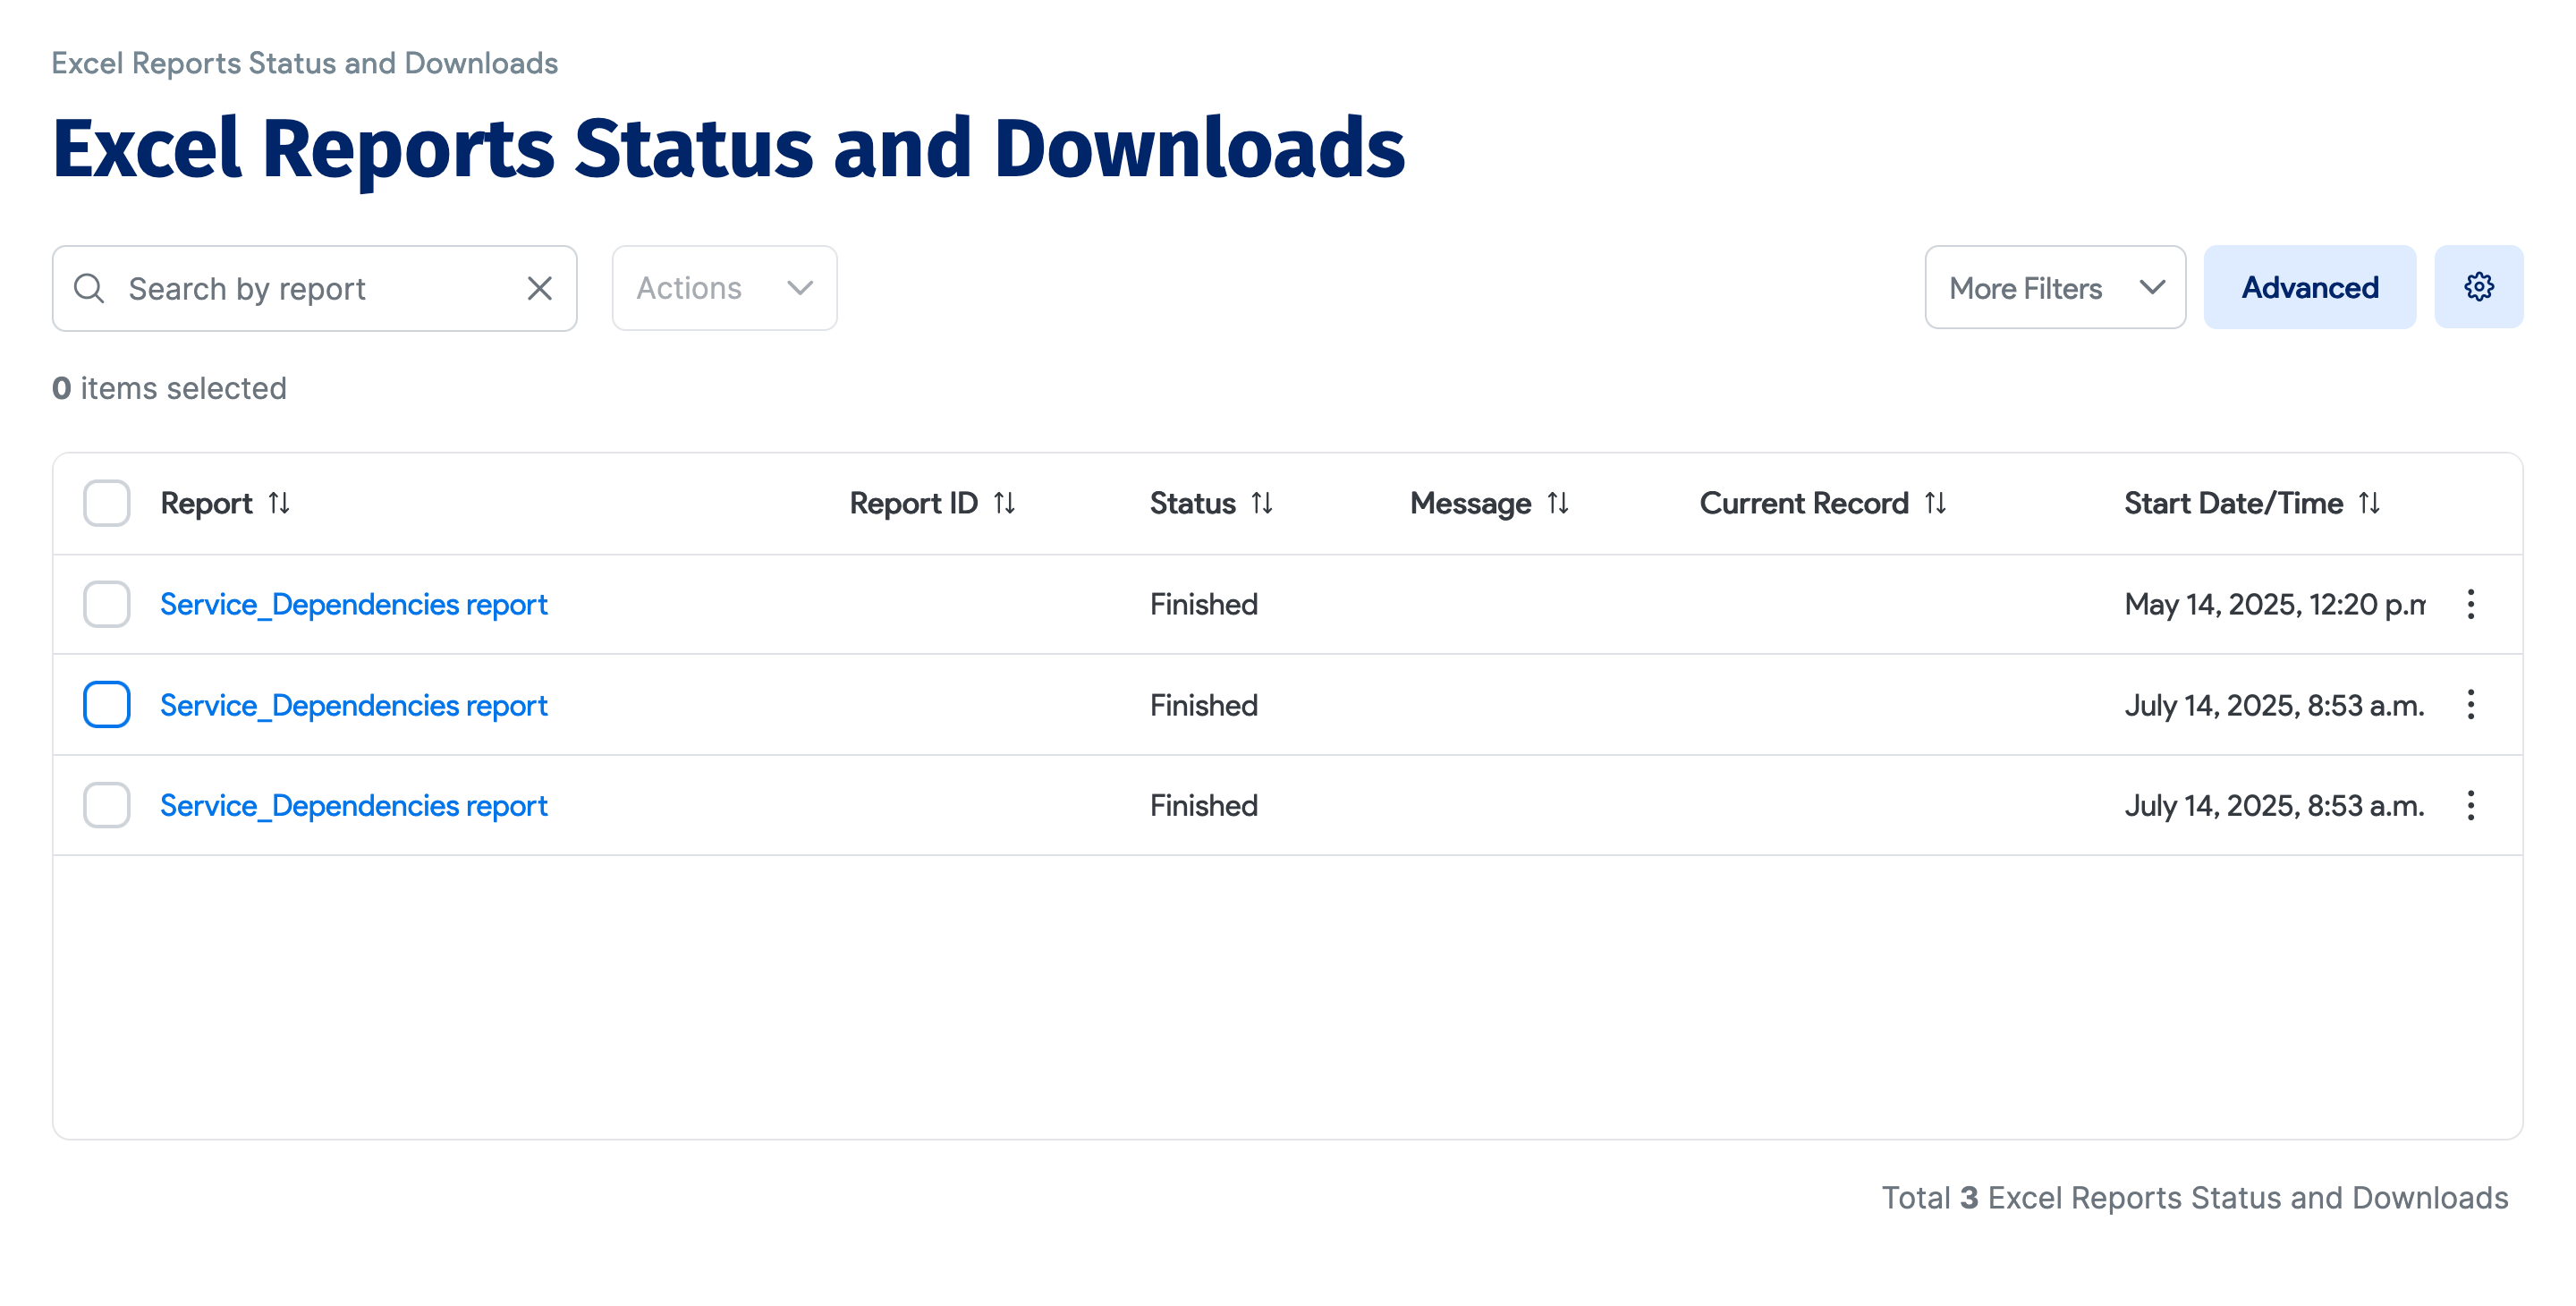 Excel Reports Status and Downloads
Excel Reports Status and Downloads
Search by report
Actions
More Filters
Advanced
0 items selected
Report Report ID Status Message Current Record Start Date/Time
Service_Dependencies report Finished May 14, 2025, 12:20 p.m
Service_Dependencies report Finished July 14, 2025, 8:53 a.m.
Service_Dependencies report Finished July 14, 2025, 8:53 a.m.
Total 3 Excel Reports Status and Downloads